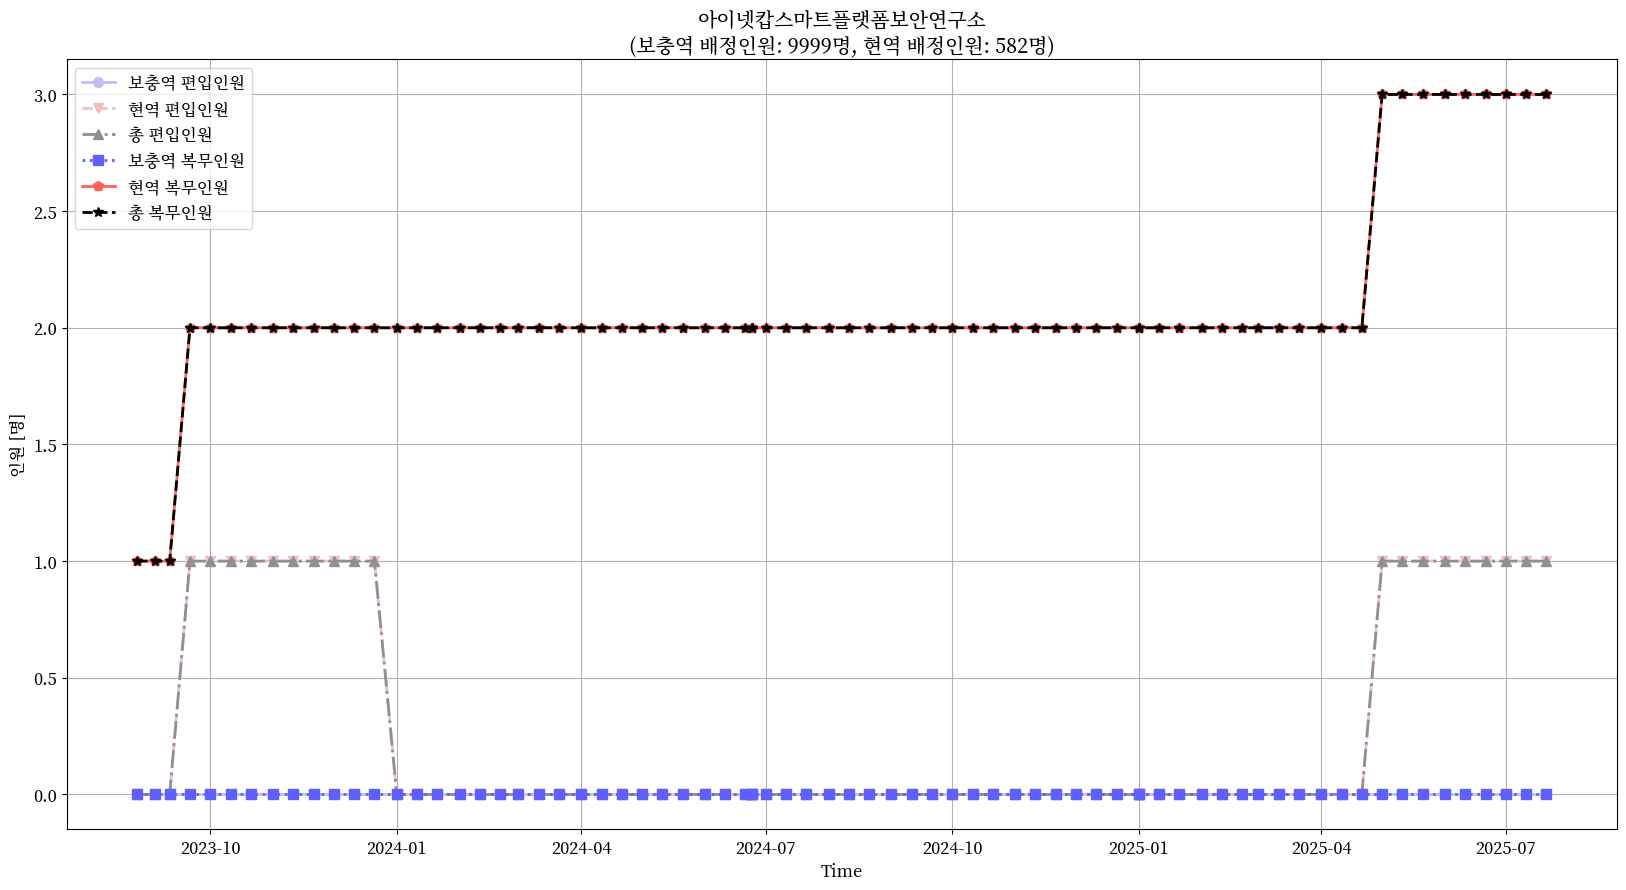 아이넷캅스마트플랫폼보안연구소
(보충역 배정인원: 9999명, 현역 배정인원: 582명)
보충역 편입인원
현역 편입인원
총 편입인원
보충역 복무인원
현역 복무인원
총 복무인원
3.0
2.5
2.0
1.5
1.0
0.5
0.0
인원 [명]
2023-10
2024-01
2024-04
2024-07
2024-10
2025-01
2025-04
2025-07
Time